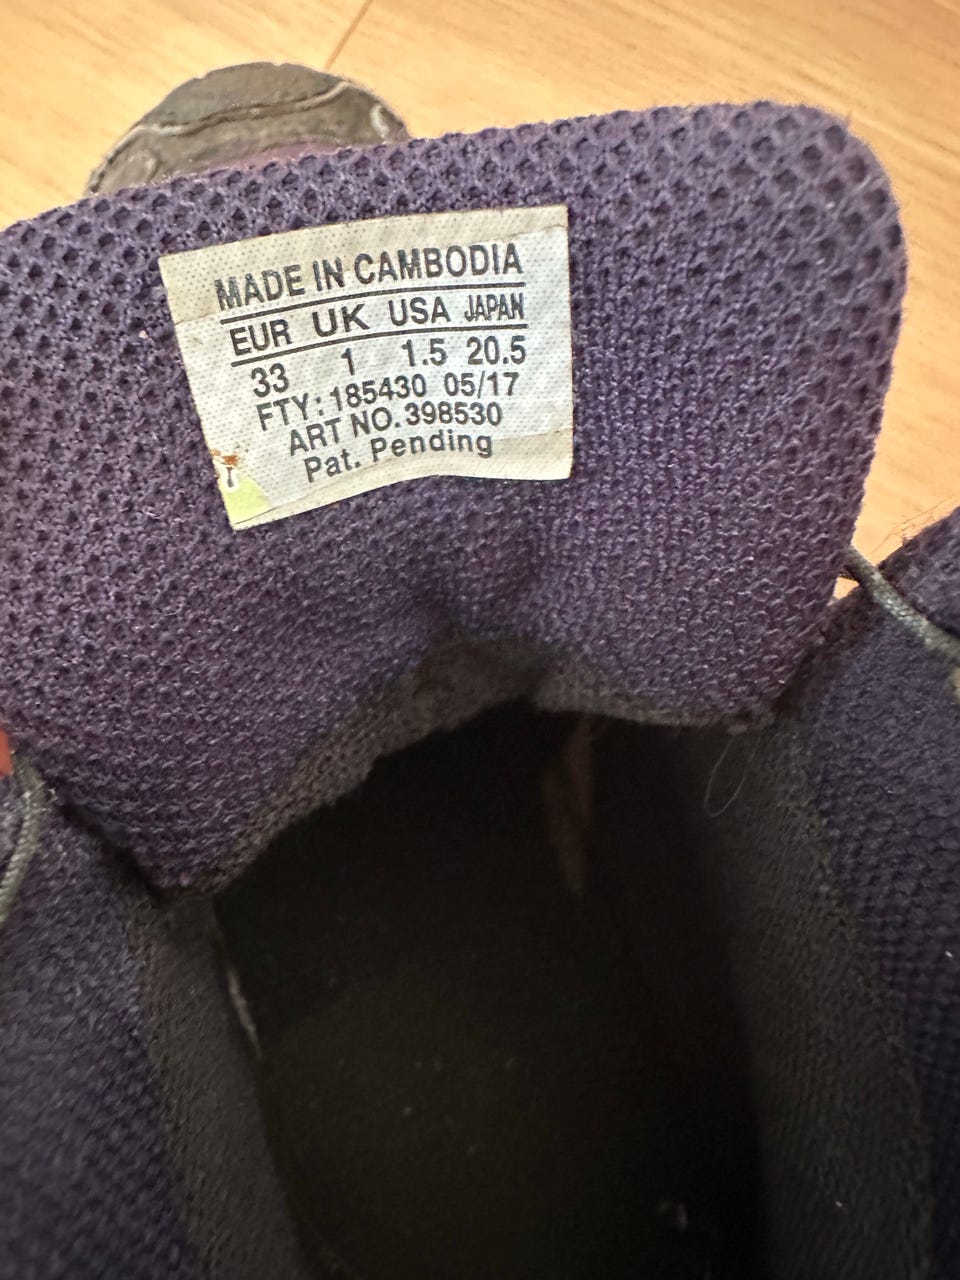 MADE IN CAMBODIA
EUR UK USA JAPAN
33 1 1.5 20.5
FTY: 185430 05/17
ART NO. 398530
Pat. Pending